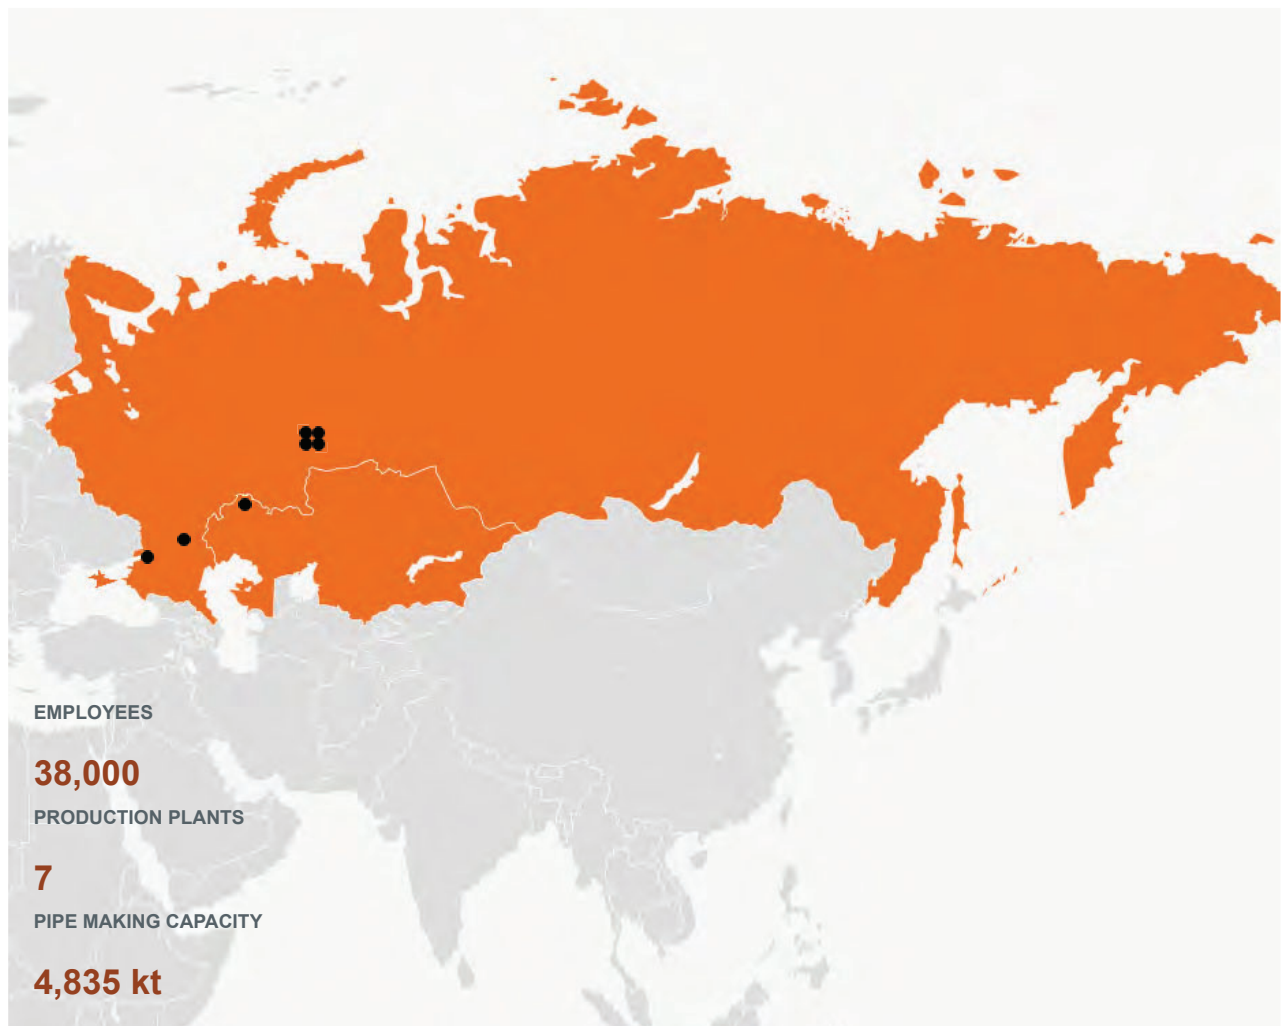 EMPLOYEES
38,000
PRODUCTION PLANTS
7
PIPE MAKING CAPACITY
4,835 kt